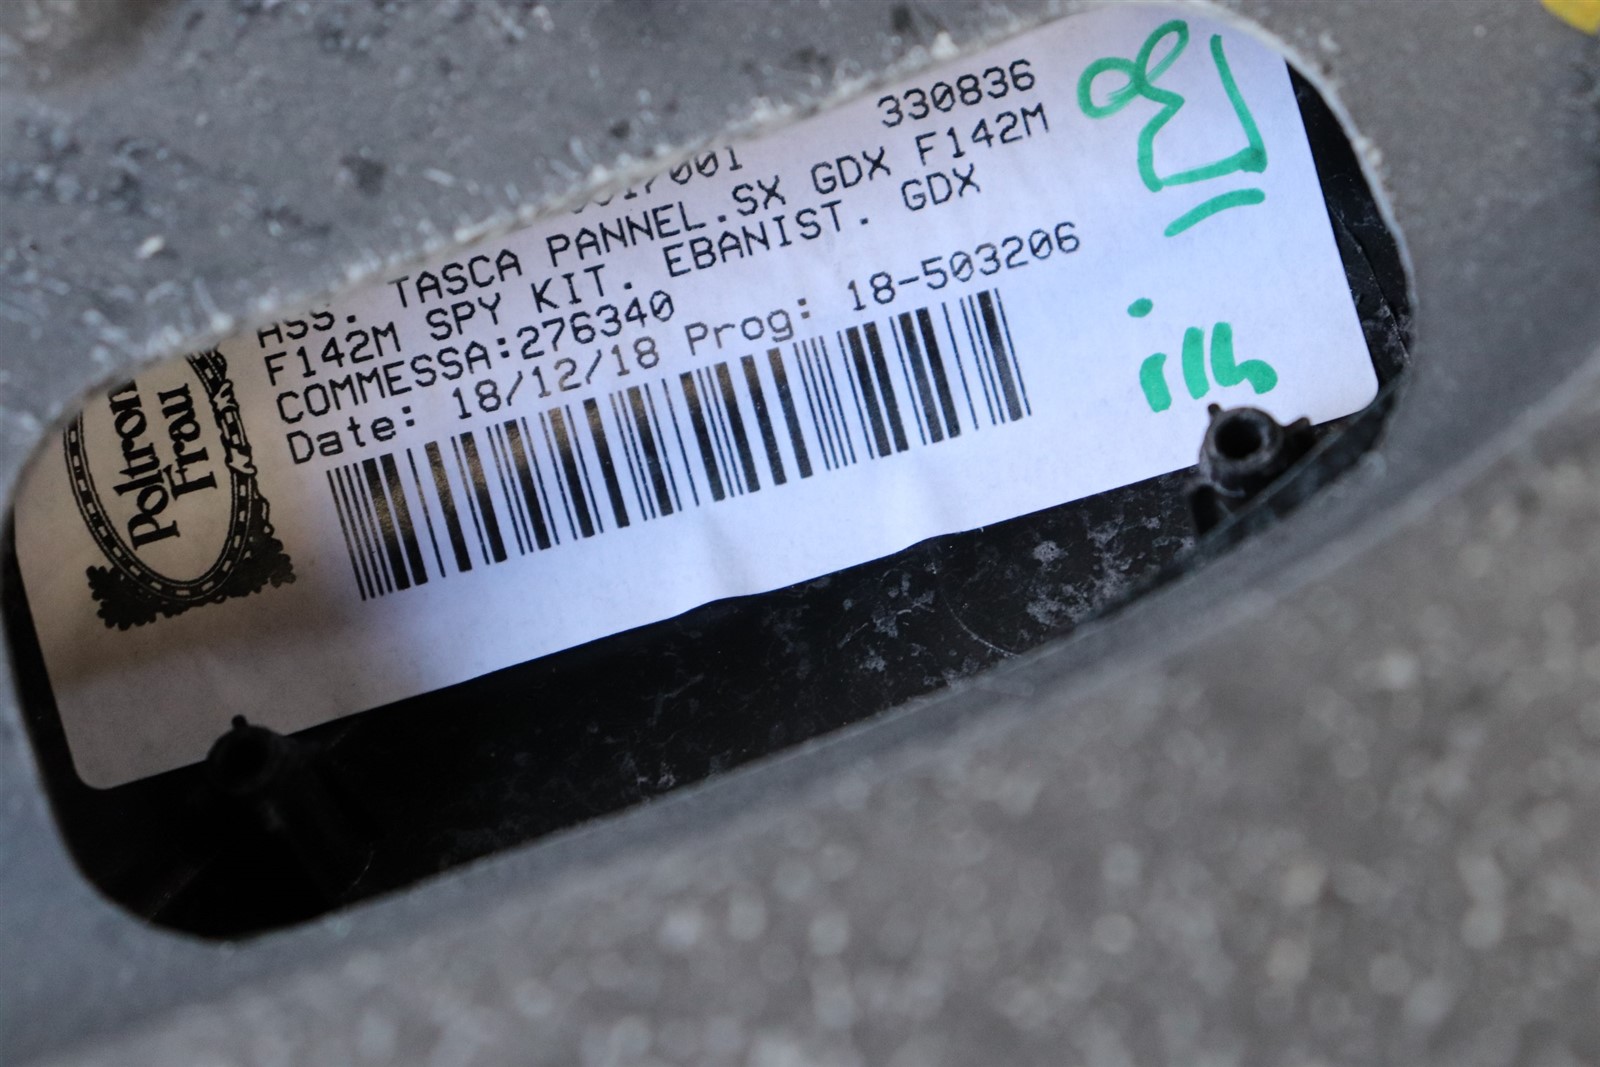 330836
ASS. TASCA PANNEL.SX GDX F142M
F142M SPY KIT. EBANIST. GDX
COMMESSA:276340
Date: 18/12/18 Prog: 18-503206
Poltron
Frau